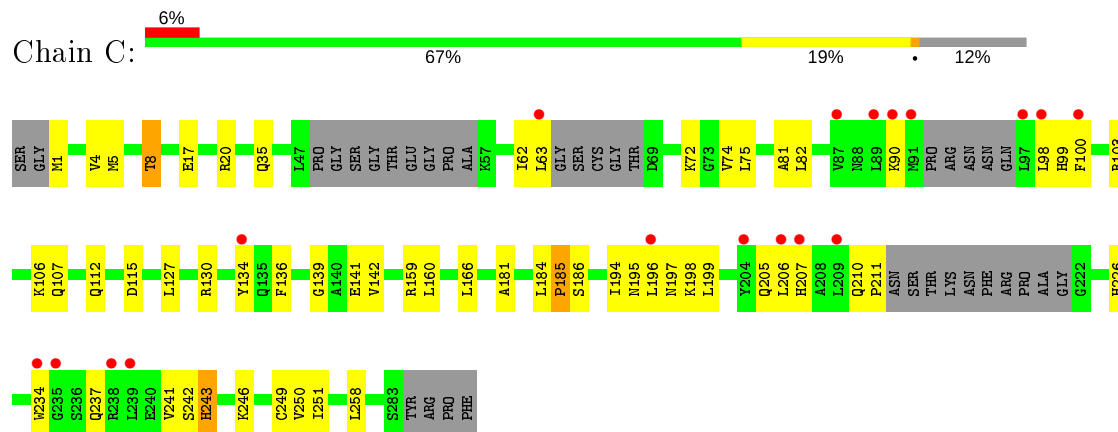 6%
Chain C:
67% 19% • 12%
SER GLY M1 V4 M5 T8 E17 R20 Q35 L47 PRO GLY SER GLY THR GLU GLY PRO ALA K57 I62 L63 GLY SER CYS GLY THR D69 K72 G73 V74 L75 A81 L82 V87 N88 L89 K90 M91 PRO ARG ASN ASN GLN L97 L98 H99 F100
K106 Q107 Q112 D115 L127 R130 Y134 Q135 F136 G139 A140 E141 V142 R159 L160 L166 A181 L184 P185 S186 I194 N195 L196 N197 K198 L199 Y204 Q205 L206 H207 A208 L209 Q210 P211 ASN SER THR LYS ASN PHE ARG PRO ALA GLY G222 H226
W234 G235 S236 Q237 R238 L239 E240 V241 S242 H243 K246 C249 V250 I251 L258 S283 TYR ARG PRO PHE